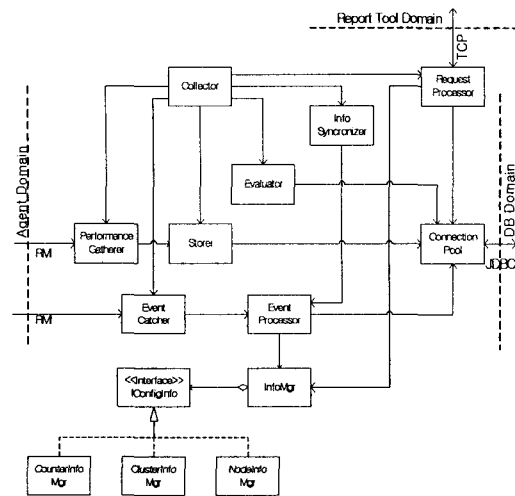 Report Tool Domain
TCP
Collector
Request
Processor
Info
Syncronizer
Agent Domain
Evaluator
DB Domain
Performance
Gatherer
Storer
Connection
Pool
RMI
JDBC
Event
Catcher
Event
Processor
RMI
<<Interface>>
IConfigInfo
InfoMgr
CounterInfo
Mgr
ClusterInfo
Mgr
NodeInfo
Mgr